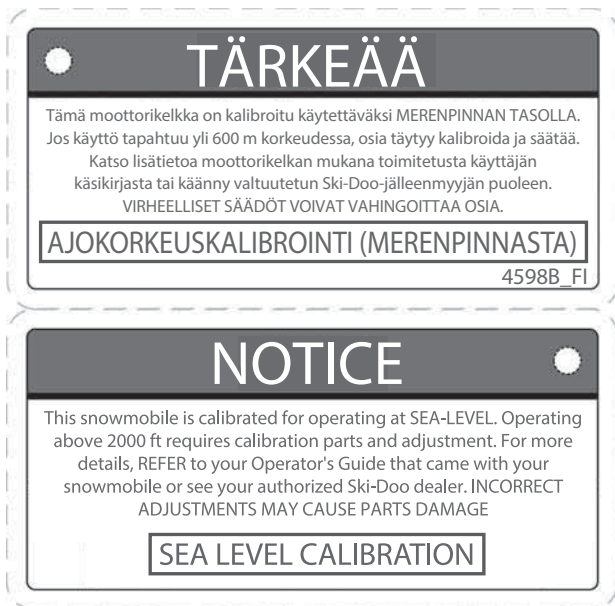 TÄRKEÄÄ
Tämä moottorikelkka on kalibroitu käytettäväksi MERENPINNAN TASOLLA.
Jos käyttö tapahtuu yli 600 m korkeudessa, osia täytyy kalibroida ja säätää.
Katso lisätietoa moottorikelkan mukana toimitetusta käyttäjän
käsikirjasta tai käänny valtuutetun Ski-Doo-jälleenmyyjän puoleen.
VIRHEELLISET SÄÄDÖT VOIVAT VAHINGOITTAA OSIA.
AJOKORKEUSKALIBROINTI (MERENPINNASTA)
4598B_FI
NOTICE
This snowmobile is calibrated for operating at SEA-LEVEL. Operating
above 2000 ft requires calibration parts and adjustment. For more
details, REFER to your Operator's Guide that came with your
snowmobile or see your authorized Ski-Doo dealer. INCORRECT
ADJUSTMENTS MAY CAUSE PARTS DAMAGE
SEA LEVEL CALIBRATION